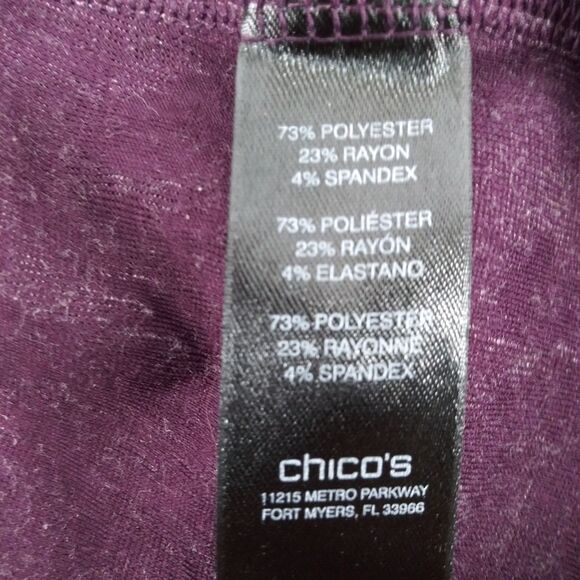 73% POLYESTER
23% RAYON
4% SPANDEX
73% POLIÉSTER
23% RAYÓN
4% ELASTANO
73% POLYESTER
23% RAYONNE
4% SPANDEX
chico's
11215 METRO PARKWAY
FORT MYERS, FL 33966